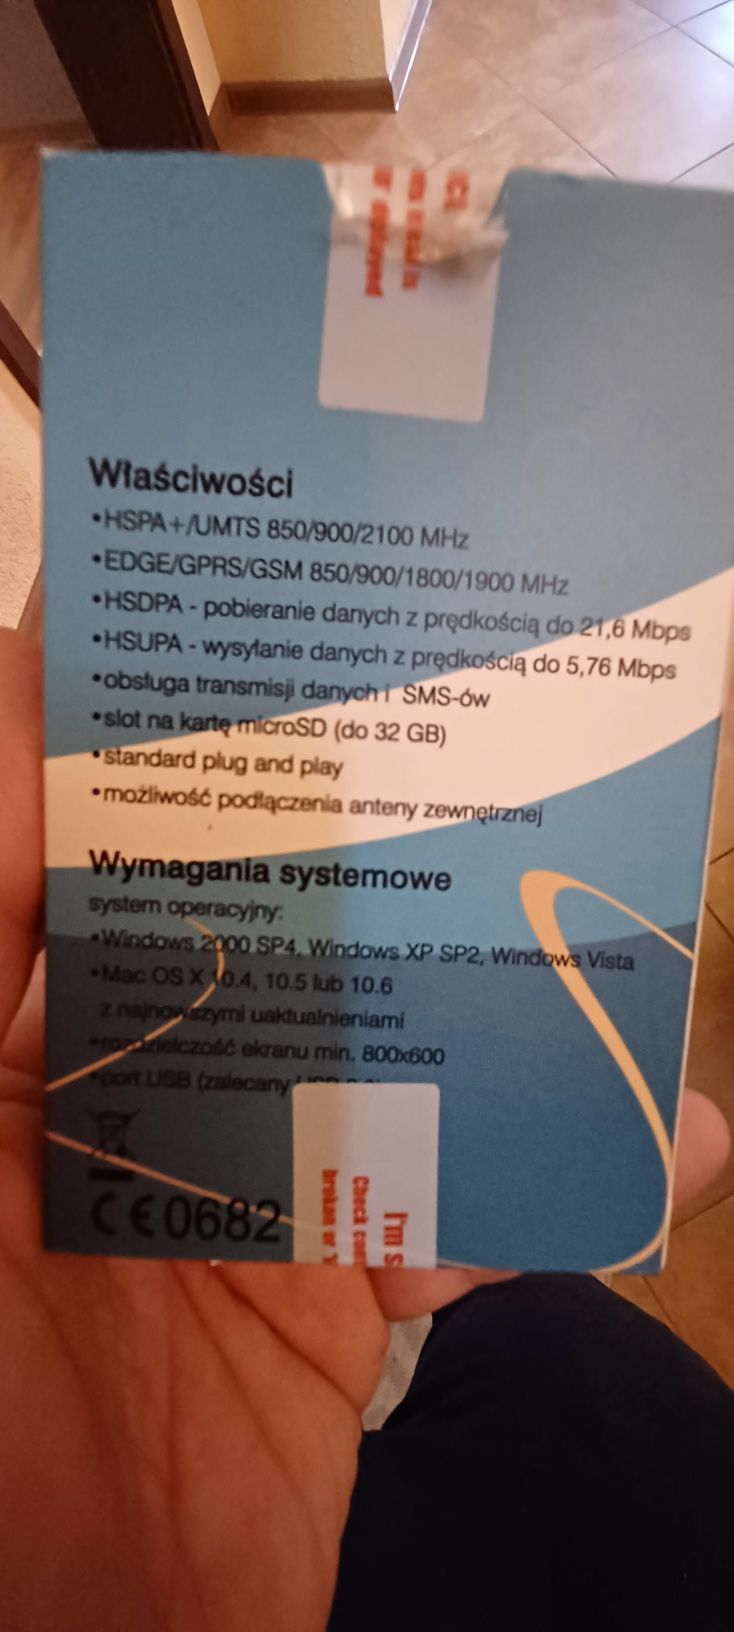 Właściwości
•HSPA+/UMTS 850/900/2100 MHz
•EDGE/GPRS/GSM 850/900/1800/1900 MHz
•HSDPA - pobieranie danych z prędkością do 21,6 Mbps
•HSUPA - wysyłanie danych z prędkością do 5,76 Mbps
•obsługa transmisji danych i SMS-ów
•slot na kartę microSD (do 32 GB)
•standard plug and play
•możliwość podłączenia anteny zewnętrznej
Wymagania systemowe
system operacyjny:
•Windows 2000 SP4, Windows XP SP2, Windows Vista
•Mac OS X 10.4, 10.5 lub 10.6
z najnowszymi uaktualnieniami
•rozdzielczość ekranu min. 800x600
•port USB (zalecany
CE0682
I'm s
Check
broken or